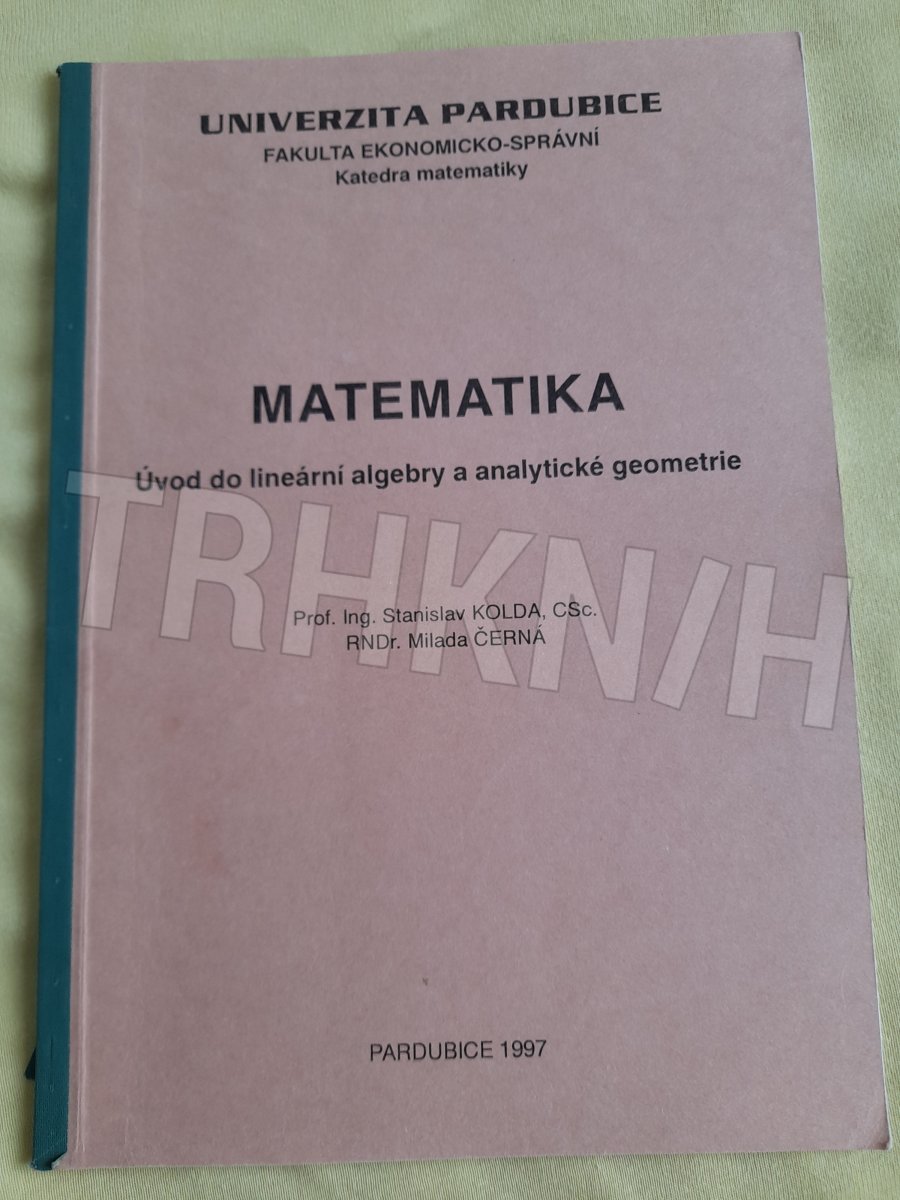 UNIVERZITA PARDUBICE
FAKULTA EKONOMICKO-SPRÁVNÍ
Katedra matematiky
MATEMATIKA
Úvod do lineární algebry a analytické geometrie
TRHKN/H
Prof. Ing. Stanislav KOLDA, CSc.
RNDr. Milada ČERNÁ
PARDUBICE 1997